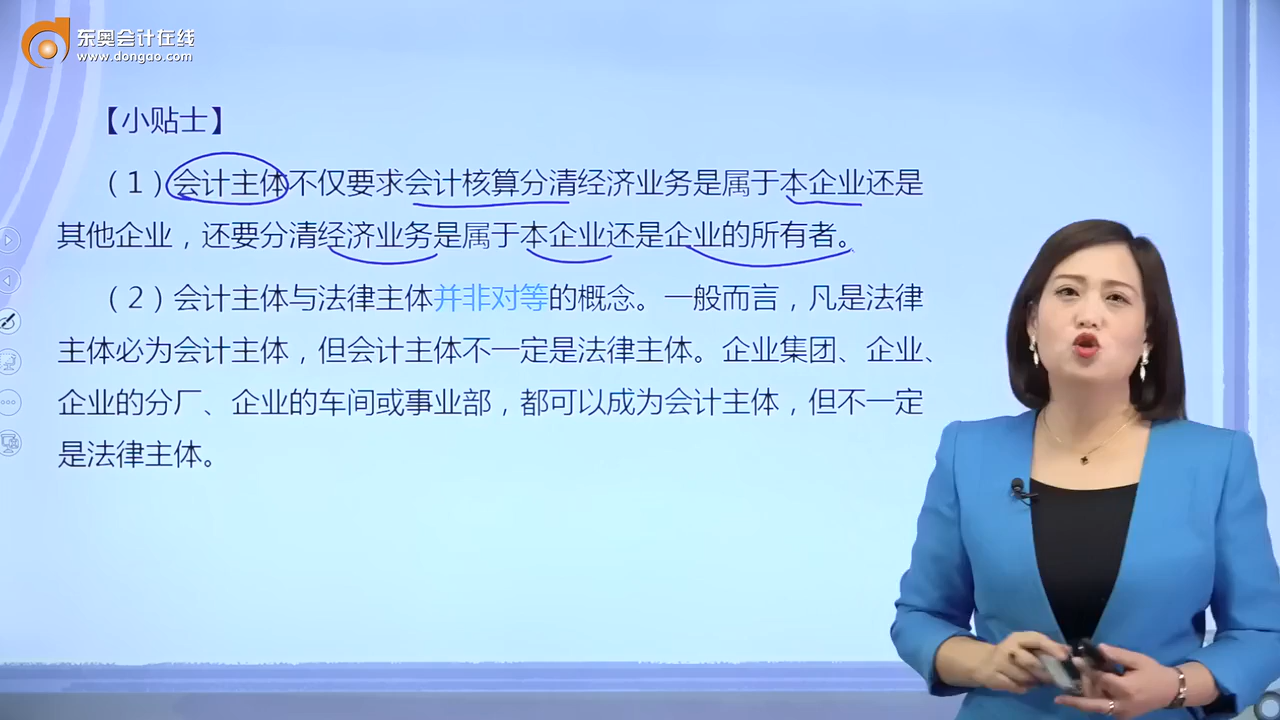 东奥会计在线
www.dongao.com
【小贴士】
（1）会计主体不仅要求会计核算分清经济业务是属于本企业还是
其他企业，还要分清经济业务是属于本企业还是企业的所有者。
（2）会计主体与法律主体并非对等的概念。一般而言，凡是法律
主体必为会计主体，但会计主体不一定是法律主体。企业集团、企业、
企业的分厂、企业的车间或事业部，都可以成为会计主体，但不一定
是法律主体。